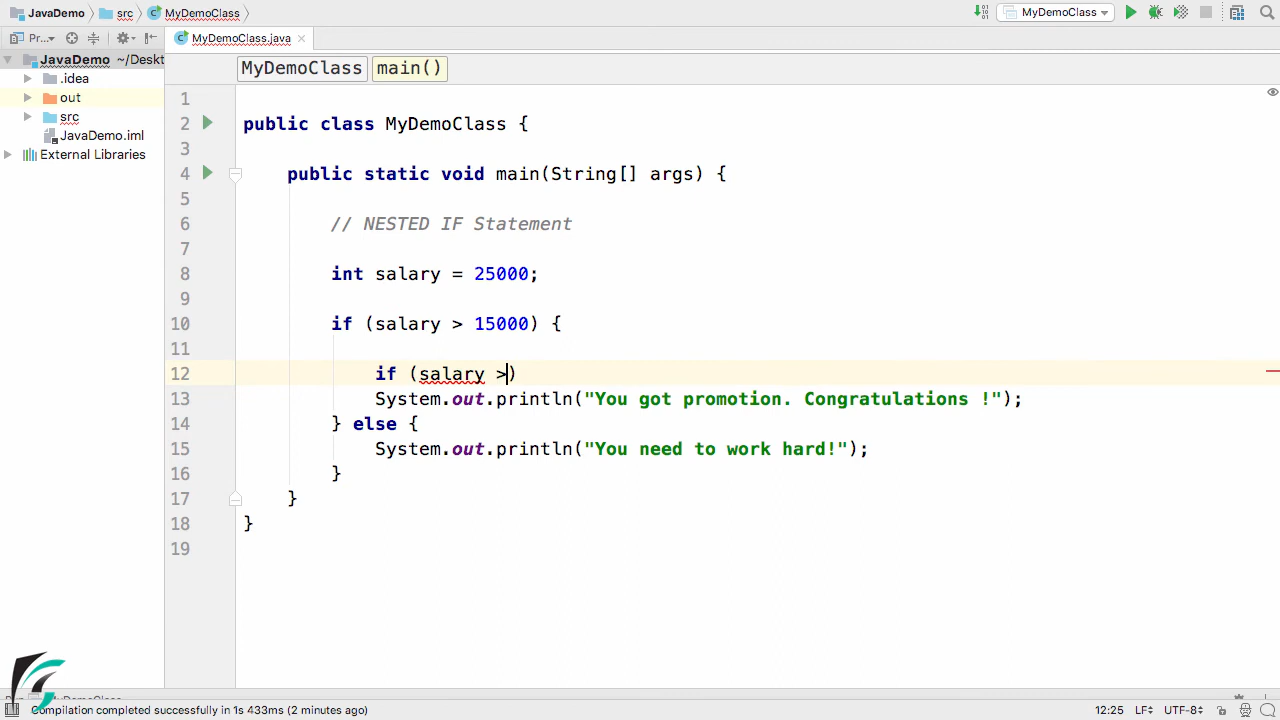 JavaDemo src MyDemoClass MyDemoClass
Pr... MyDemoClass.java
JavaDemo ~/Deskt
.idea
out
src
JavaDemo.iml
External Libraries
MyDemoClass main()
1
2 public class MyDemoClass {
3
4 public static void main(String[] args) {
5
6 // NESTED IF Statement
7
8 int salary = 25000;
9
10 if (salary > 15000) {
11
12 if (salary >)
13 System.out.println("You got promotion. Congratulations !");
14 } else {
15 System.out.println("You need to work hard!");
16 }
17 }
18 }
19
MyDemoClass
Compilation completed successfully in 1s 433ms (2 minutes ago) 12:25 LF UTF-8